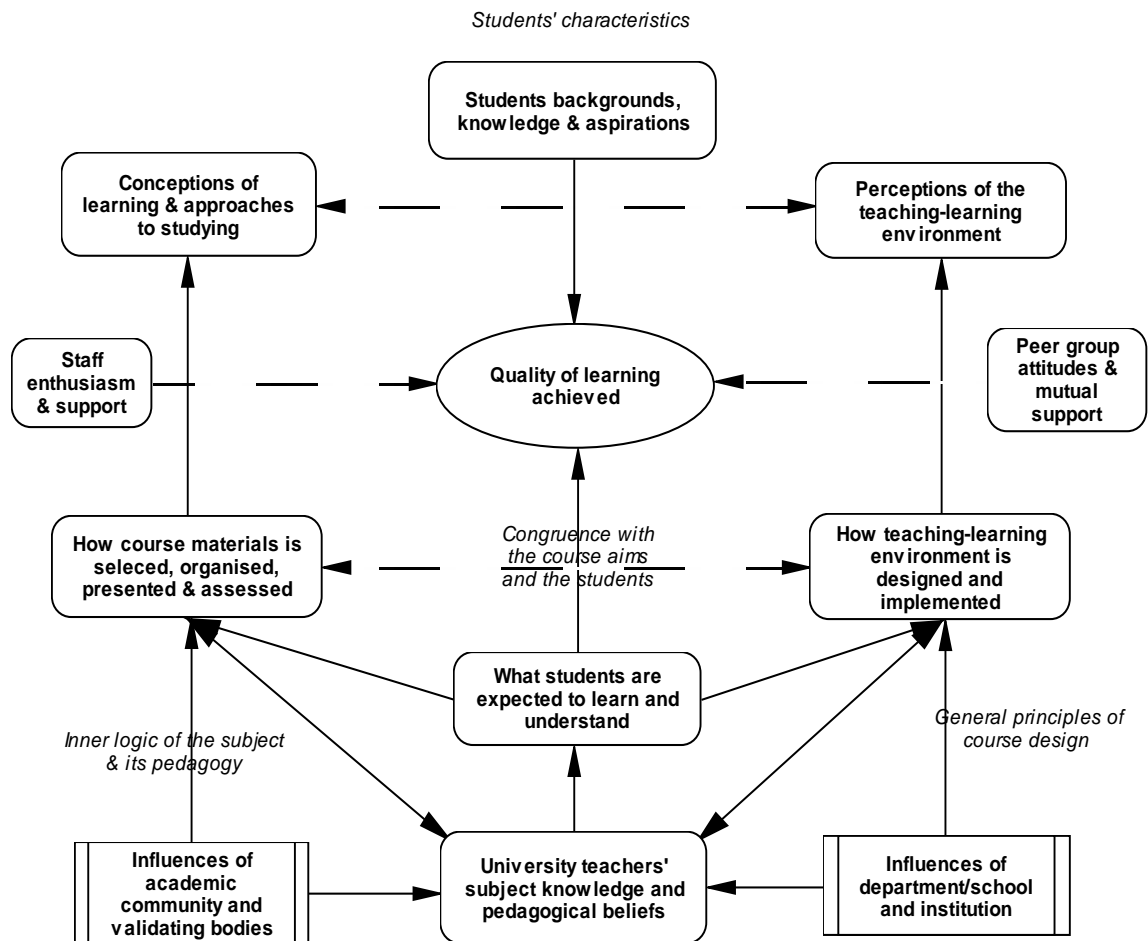 Students' characteristics
Students backgrounds,
knowledge & aspirations
Conceptions of
learning & approaches
to studying
Perceptions of the
teaching-learning
environment
Staff
enthusiasm
& support
Quality of learning
achieved
Peer group
attitudes &
mutual
support
How course materials is
seleced, organised,
presented & assessed
Congruence with
the course aims
and the students
How teaching-learning
environment is
designed and
implemented
What students are
expected to learn and
understand
Inner logic of the subject
& its pedagogy
General principles of
course design
Influences of
academic
community and
validating bodies
University teachers'
subject knowledge and
pedagogical beliefs
Influences of
department/school
and institution